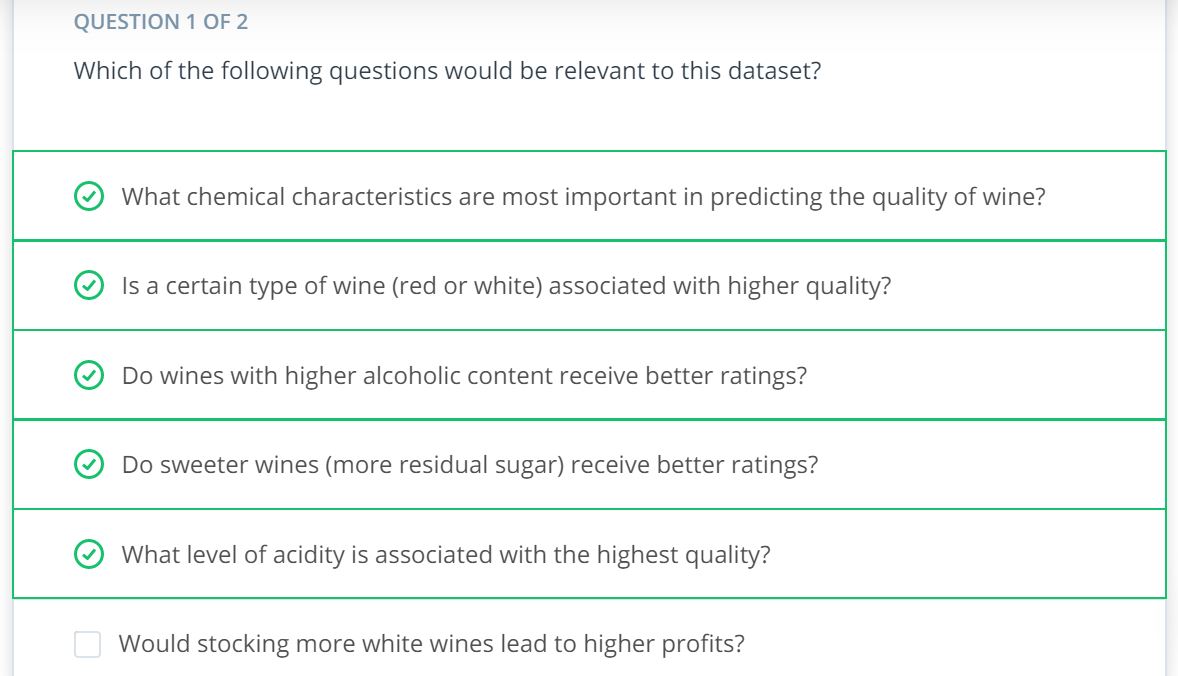 QUESTION 1 OF 2
Which of the following questions would be relevant to this dataset?
What chemical characteristics are most important in predicting the quality of wine?
Is a certain type of wine (red or white) associated with higher quality?
Do wines with higher alcoholic content receive better ratings?
Do sweeter wines (more residual sugar) receive better ratings?
What level of acidity is associated with the highest quality?
Would stocking more white wines lead to higher profits?